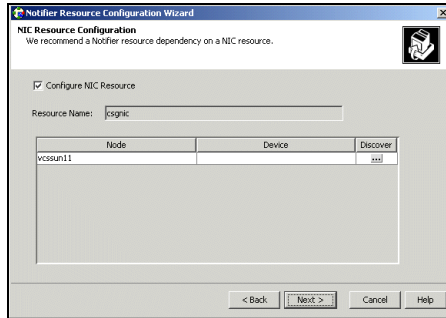 Notifier Resource Configuration Wizard
NIC Resource Configuration
We recommend a Notifier resource dependency on a NIC resource.
Configure NIC Resource
Resource Name: csgnic
Node Device Discover
vcssun11 ...
< Back Next > Cancel Help